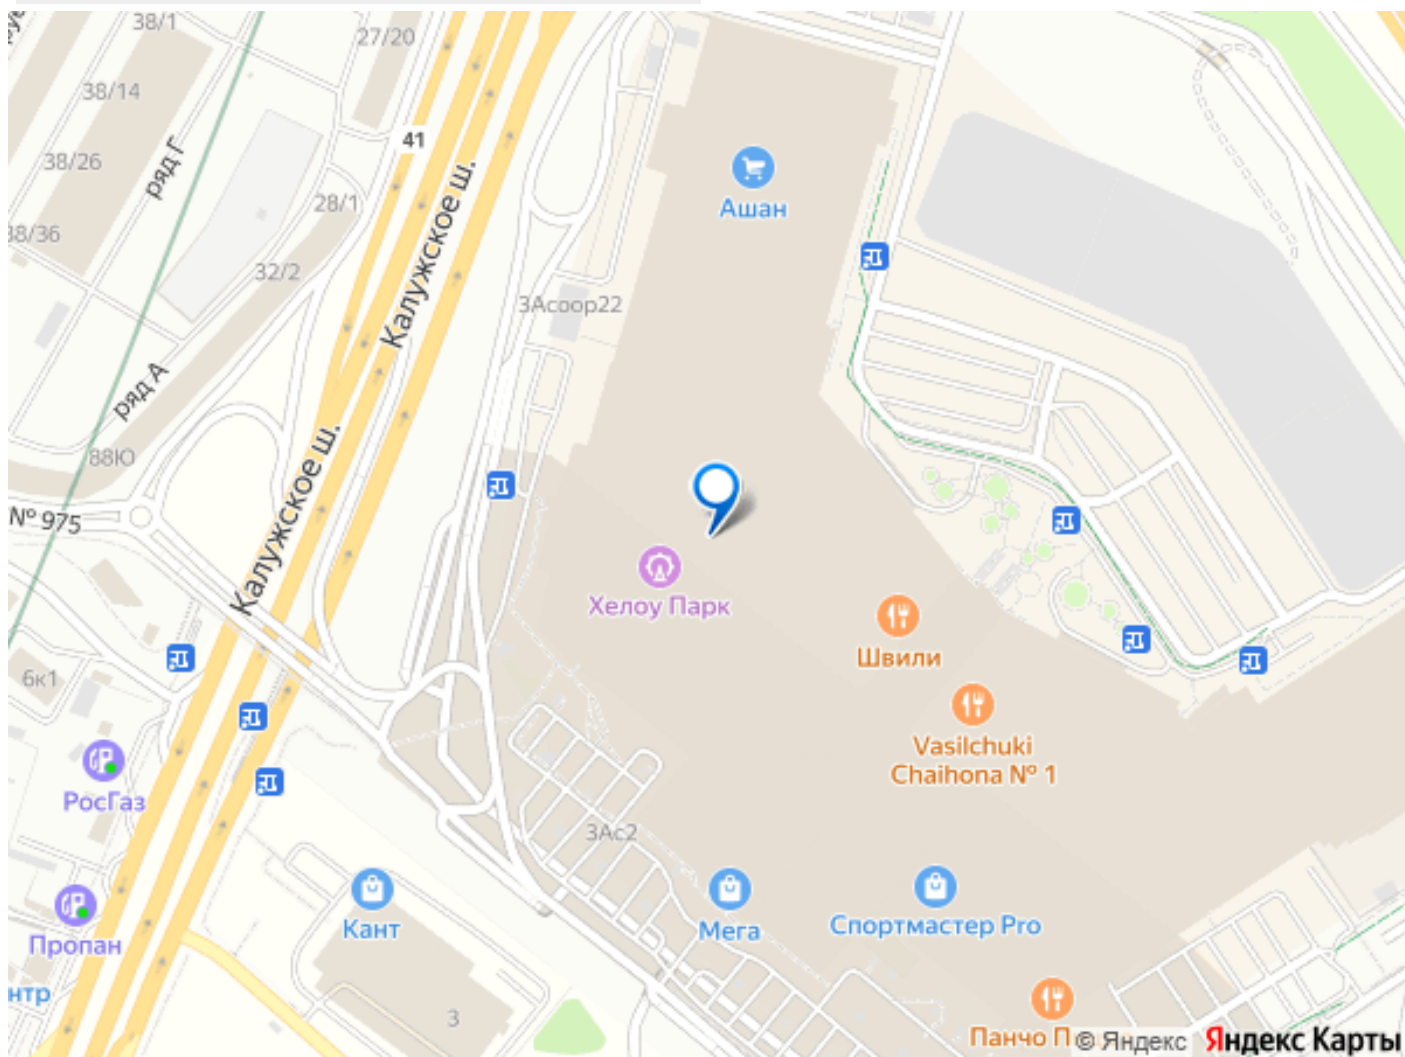 38/1
27/20
38/14
41
ряд Г
38/26
Калужское ш.
Ашан
28/1
38/36
32/2
3Асоор22
ряд А
Калужское ш.
88Ю
№ 975
Хелоу Парк
Швили
6к1
Vasilchuki
Chaihona № 1
РосГаз
3Ас2
Кант
Мега
Спортмастер Pro
Пропан
нтр
3
Панчо П
© Яндекс
Яндекс Карты